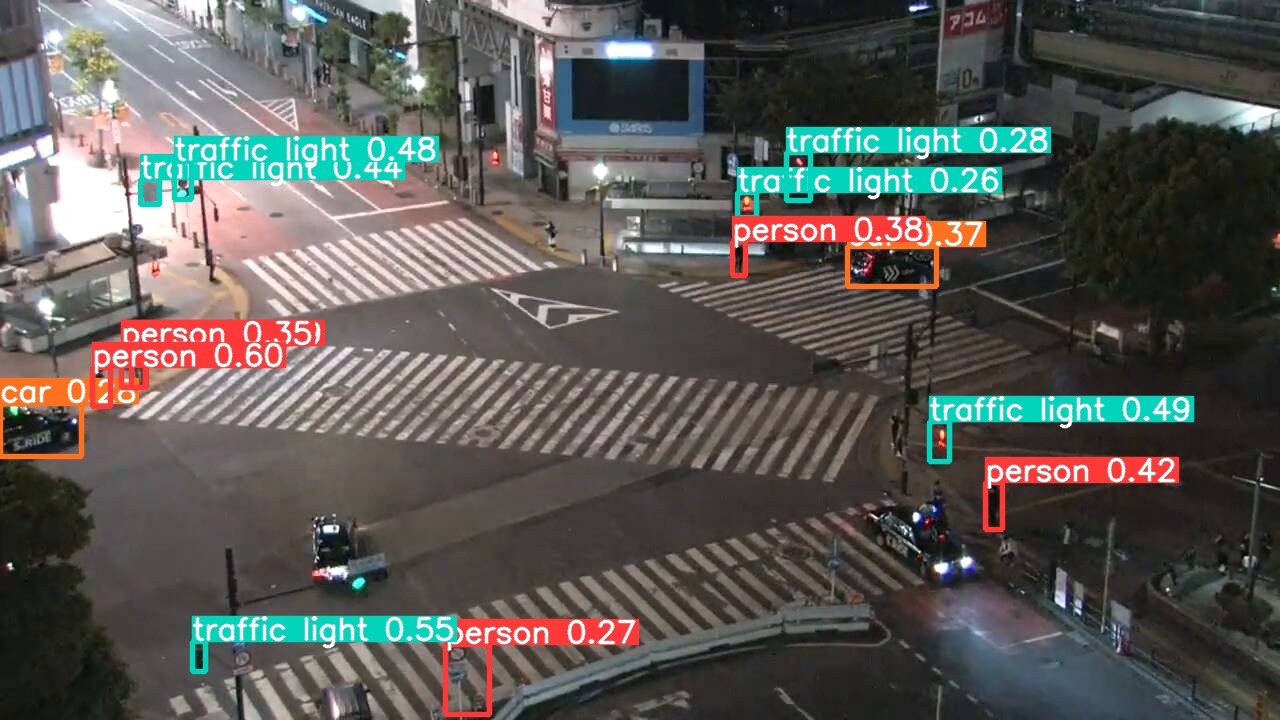 AMERICAN EAGLE
アコム
traffic light 0.48
traffic light 0.44
traffic light 0.28
traffic light 0.26
person 0.38
0.37
person 0.35
person 0.60
car 0.28
S.RIDE
traffic light 0.49
person 0.42
traffic light 0.55
person 0.27